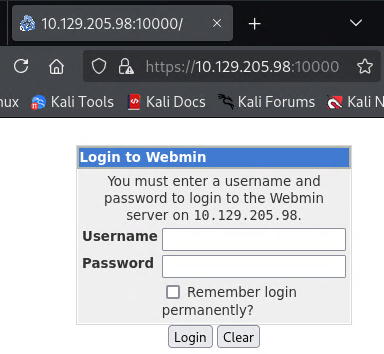 10.129.205.98:10000/
https://10.129.205.98:10000
nux Kali Tools Kali Docs Kali Forums Kali N
Login to Webmin
You must enter a username and
password to login to the Webmin
server on 10.129.205.98.
Username
Password
Remember login
permanently?
Login Clear